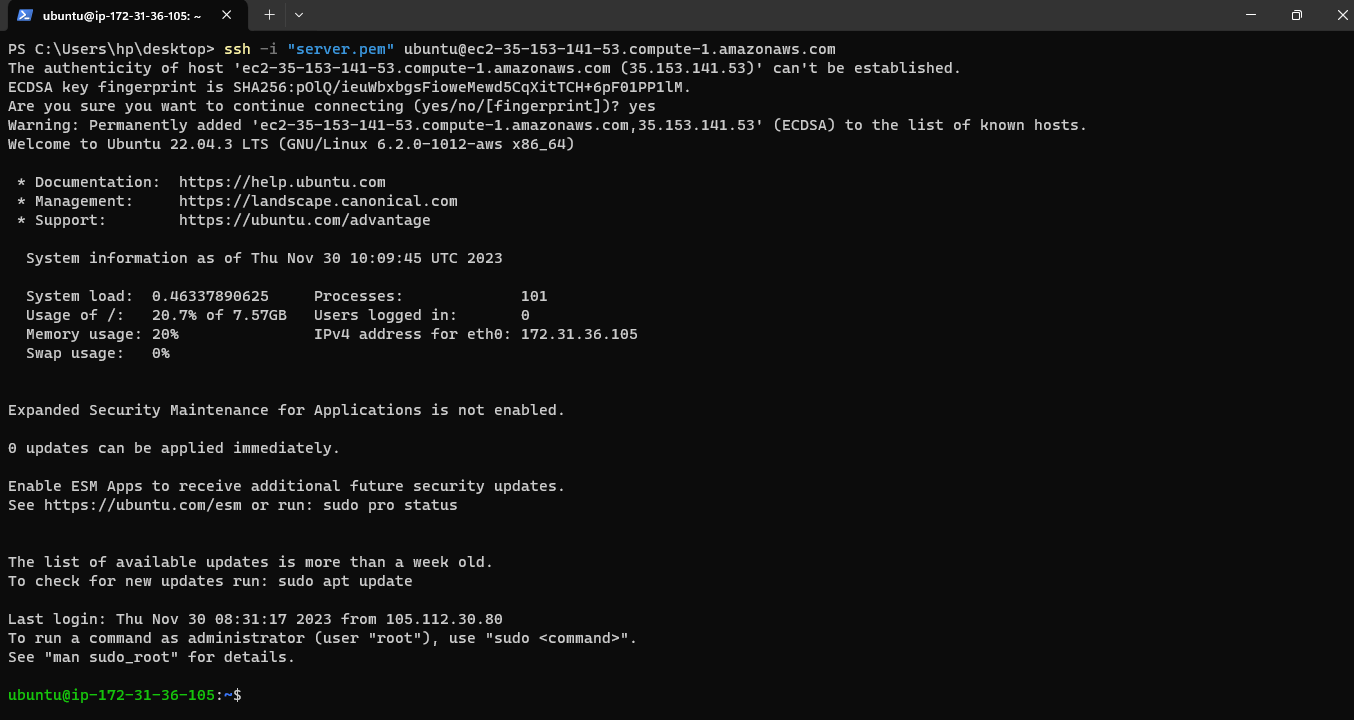 ubuntu@ip-172-31-36-105: ~
PS C:\Users\hp\desktop> ssh -i "server.pem" ubuntu@ec2-35-153-141-53.compute-1.amazonaws.com
The authenticity of host 'ec2-35-153-141-53.compute-1.amazonaws.com (35.153.141.53)' can't be established.
ECDSA key fingerprint is SHA256:pOlQ/ieuWbxbgsFioweMewd5CqXitTCH+6pF01PP1lM.
Are you sure you want to continue connecting (yes/no/[fingerprint])? yes
Warning: Permanently added 'ec2-35-153-141-53.compute-1.amazonaws.com,35.153.141.53' (ECDSA) to the list of known hosts.
Welcome to Ubuntu 22.04.3 LTS (GNU/Linux 6.2.0-1012-aws x86_64)

 * Documentation:  https://help.ubuntu.com
 * Management:     https://landscape.canonical.com
 * Support:        https://ubuntu.com/advantage

  System information as of Thu Nov 30 10:09:45 UTC 2023

  System load:  0.46337890625     Processes:             101
  Usage of /:   20.7% of 7.57GB   Users logged in:       0
  Memory usage: 20%               IPv4 address for eth0: 172.31.36.105
  Swap usage:   0%

Expanded Security Maintenance for Applications is not enabled.

0 updates can be applied immediately.

Enable ESM Apps to receive additional future security updates.
See https://ubuntu.com/esm or run: sudo pro status

The list of available updates is more than a week old.
To check for new updates run: sudo apt update

Last login: Thu Nov 30 08:31:17 2023 from 105.112.30.80
To run a command as administrator (user "root"), use "sudo <command>".
See "man sudo_root" for details.

ubuntu@ip-172-31-36-105:~$